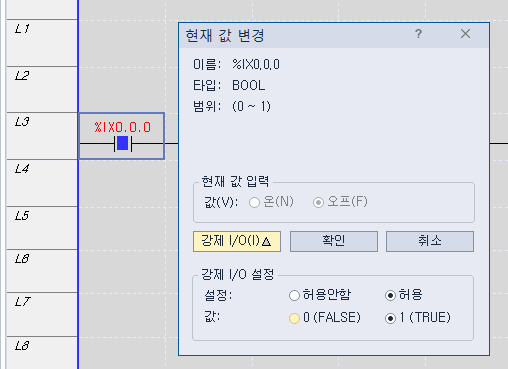 L1
현재 값 변경
?
이름: %IX0.0.0
L2
타입: BOOL
범위: (0 ~ 1)
L3
%IX0.0.0
L4
현재 값 입력
값(V): 온(N) 오프(F)
L5
강제 I/O(I)△ 확인 취소
L6
강제 I/O 설정
설정: 허용안함 허용
L7
값: 0 (FALSE) 1 (TRUE)
L8